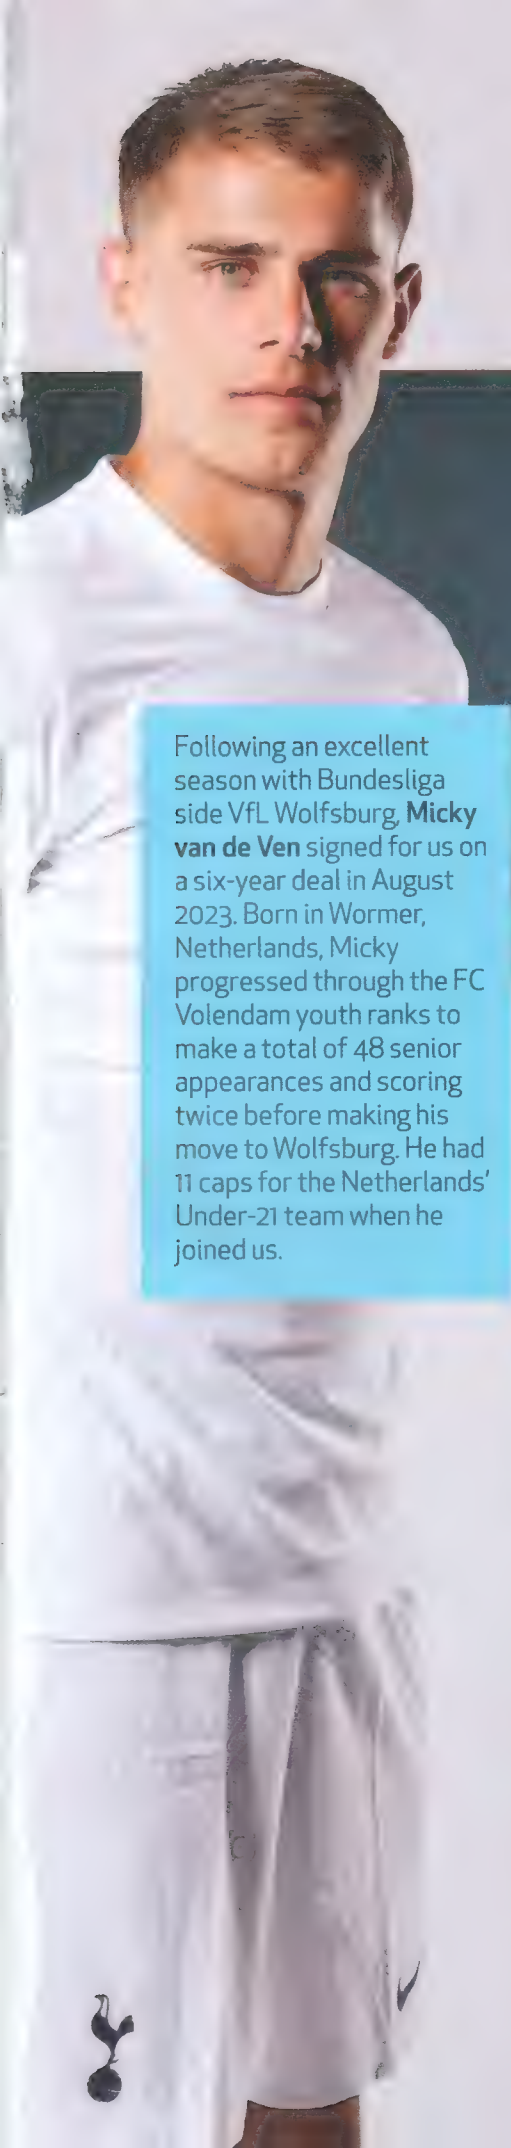 Following an excellent
season with Bundesliga
side VfL Wolfsburg, Micky
van de Ven signed for us on
a six-year deal in August
2023. Born in Wormer,
Netherlands, Micky
progressed through the FC
Volendam youth ranks to
make a total of 48 senior
appearances and scoring
twice before making his
move to Wolfsburg. He had
11 caps for the Netherlands'
Under-21 team when he
joined us.